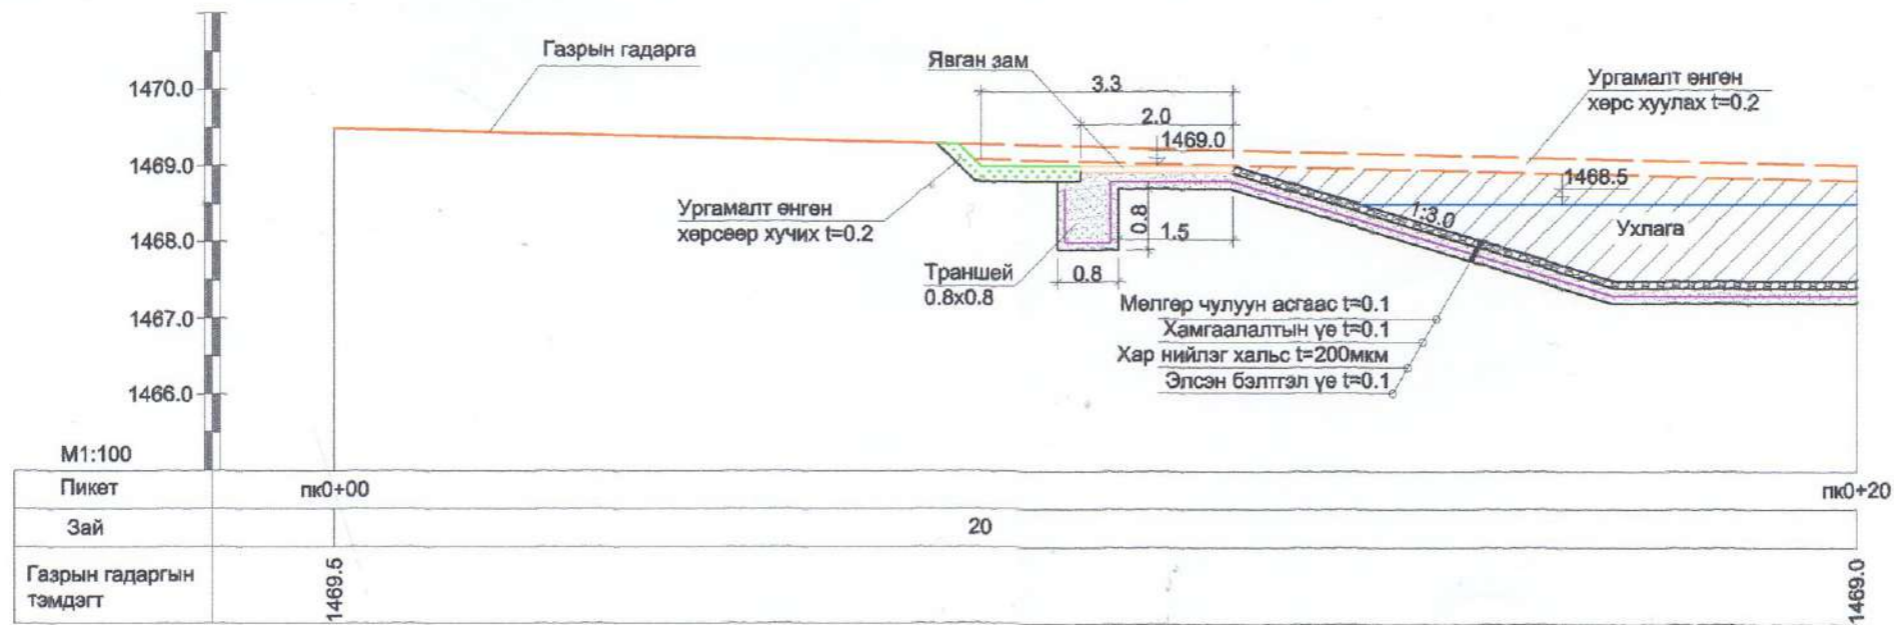 Газрын гадарга
Явган зам
3.3
Ургамалт өнгөн
хөрс хуулах t=0.2
1470.0
2.0
1469.0
1469.0
1468.5
Ургамалт өнгөн
хөрсөөр хучих t=0.2
0.8
1.5
1:3.0
Ухлага
1468.0
Траншей
0.8x0.8
0.8
Мөлгөр чулуун асгаас t=0.1
Хамгаалалтын үе t=0.1
Хар нийлэг хальс t=200мкм
Элсэн бэлтгэл үе t=0.1
1467.0
1466.0
М1:100
Пикет
пк0+00
пк0+20
Зай
20
Газрын гадаргын
тэмдэгт
1469.5
1469.0